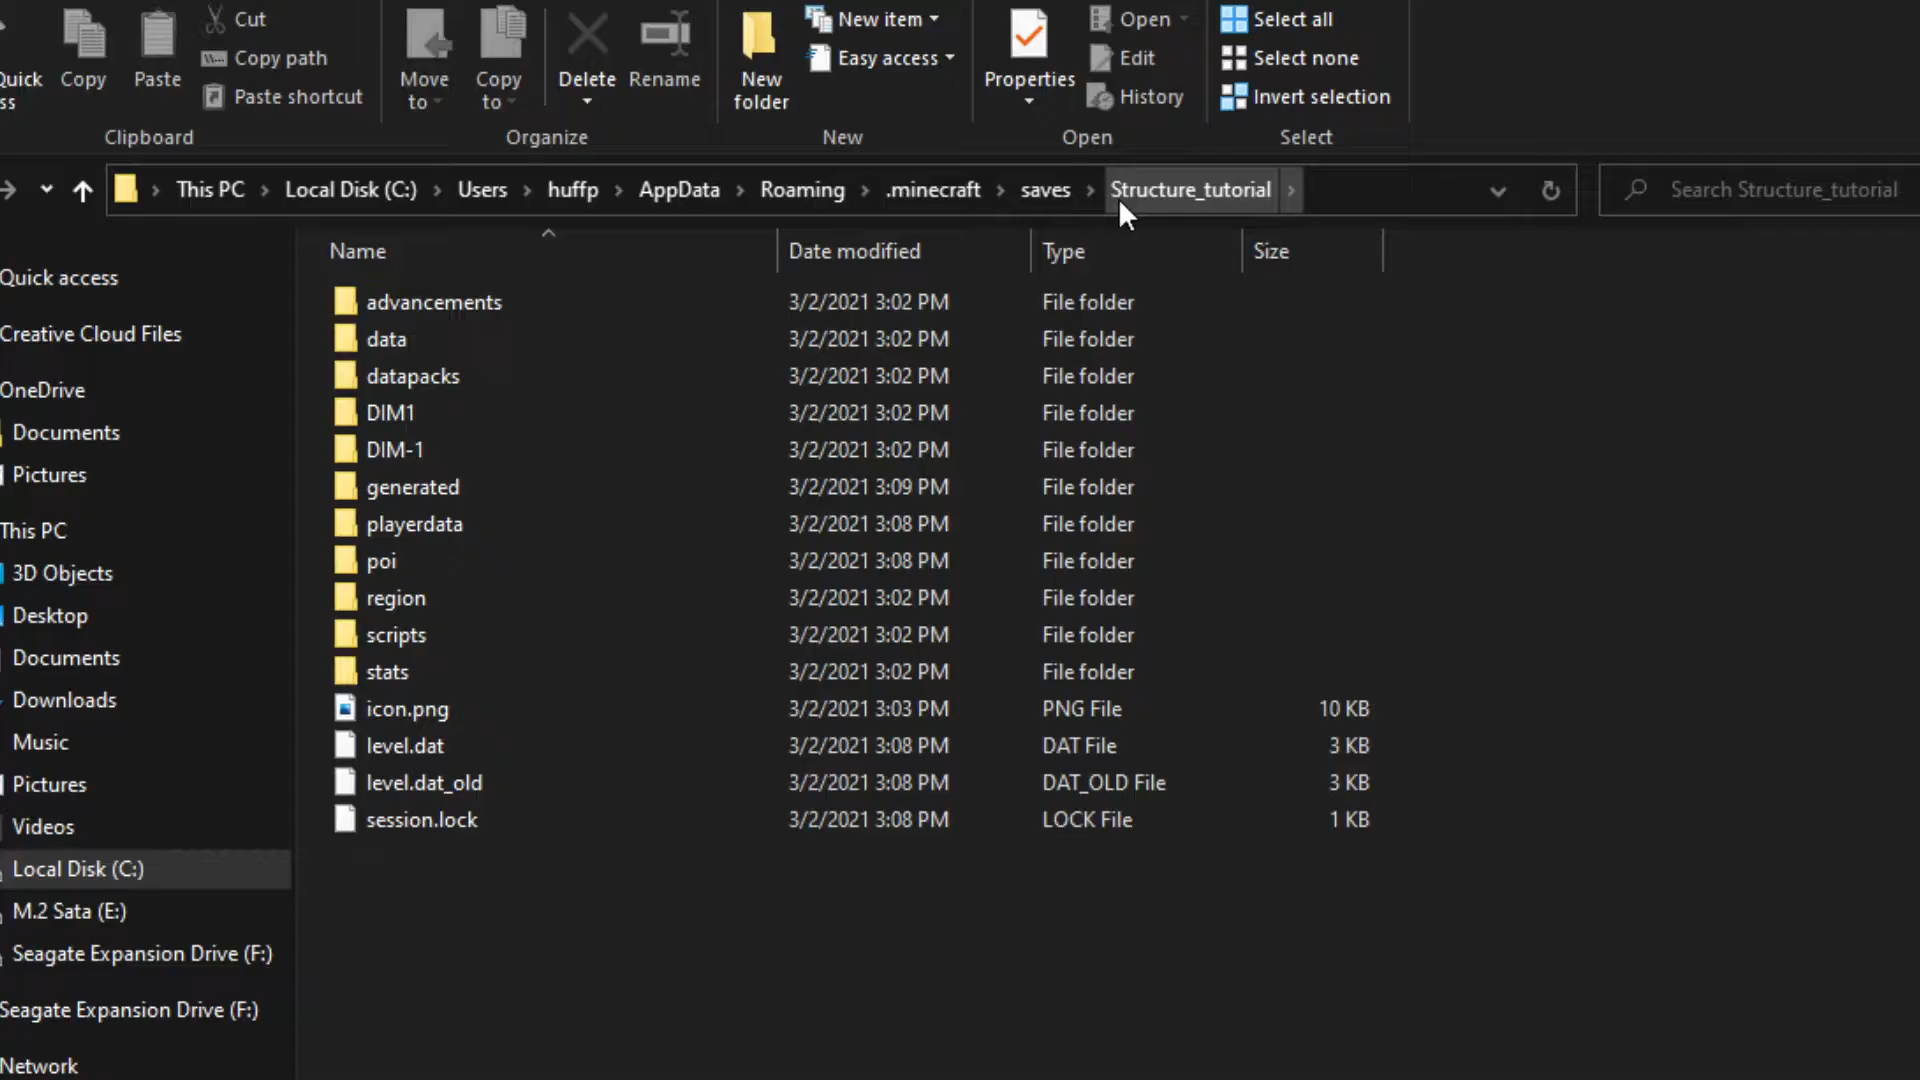 Quick
ss
Copy
Paste
Cut
Copy path
Paste shortcut
Clipboard
Move
to
Copy
to
Delete
Rename
Organize
New
folder
New item
Easy access
New
Properties
Open
Edit
History
Open
Select all
Select none
Invert selection
Select
This PC > Local Disk (C:) > Users > huffp > AppData > Roaming > .minecraft > saves > Structure_tutorial >
Search Structure_tutorial
Quick access
Creative Cloud Files
OneDrive
Documents
Pictures
This PC
3D Objects
Desktop
Documents
Downloads
Music
Pictures
Videos
Local Disk (C:)
M.2 Sata (E:)
Seagate Expansion Drive (F:)
Seagate Expansion Drive (F:)
Network
Name Date modified Type Size
advancements 3/2/2021 3:02 PM File folder
data 3/2/2021 3:02 PM File folder
datapacks 3/2/2021 3:02 PM File folder
DIM1 3/2/2021 3:02 PM File folder
DIM-1 3/2/2021 3:02 PM File folder
generated 3/2/2021 3:09 PM File folder
playerdata 3/2/2021 3:08 PM File folder
poi 3/2/2021 3:08 PM File folder
region 3/2/2021 3:02 PM File folder
scripts 3/2/2021 3:02 PM File folder
stats 3/2/2021 3:02 PM File folder
icon.png 3/2/2021 3:03 PM PNG File 10 KB
level.dat 3/2/2021 3:08 PM DAT File 3 KB
level.dat_old 3/2/2021 3:08 PM DAT_OLD File 3 KB
session.lock 3/2/2021 3:08 PM LOCK File 1 KB